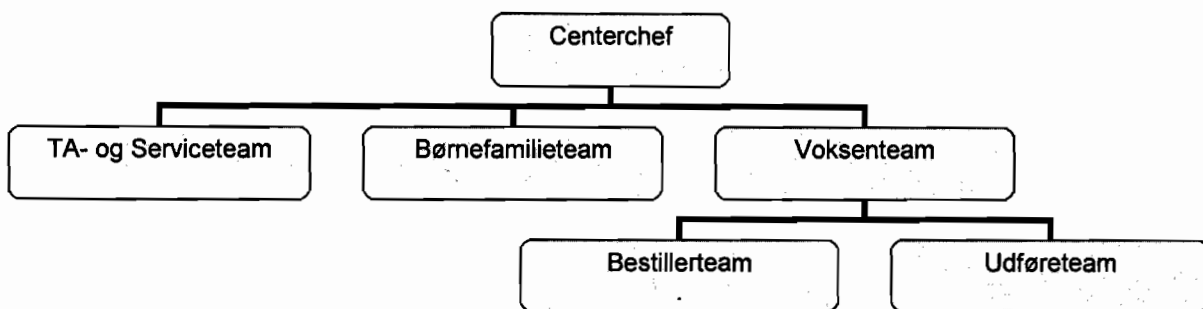 Centerchef
TA- og Serviceteam
Børnefamilieteam
Voksenteam
Bestillerteam
Udføreteam